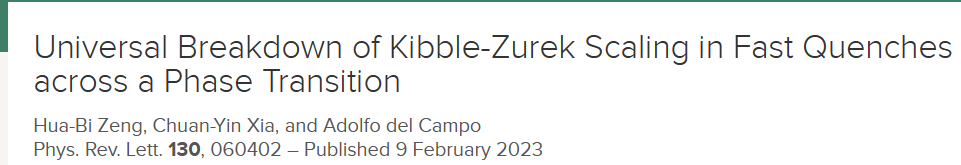 Universal Breakdown of Kibble-Zurek Scaling in Fast Quenches
across a Phase Transition
Hua-Bi Zeng, Chuan-Yin Xia, and Adolfo del Campo
Phys. Rev. Lett. 130, 060402 – Published 9 February 2023